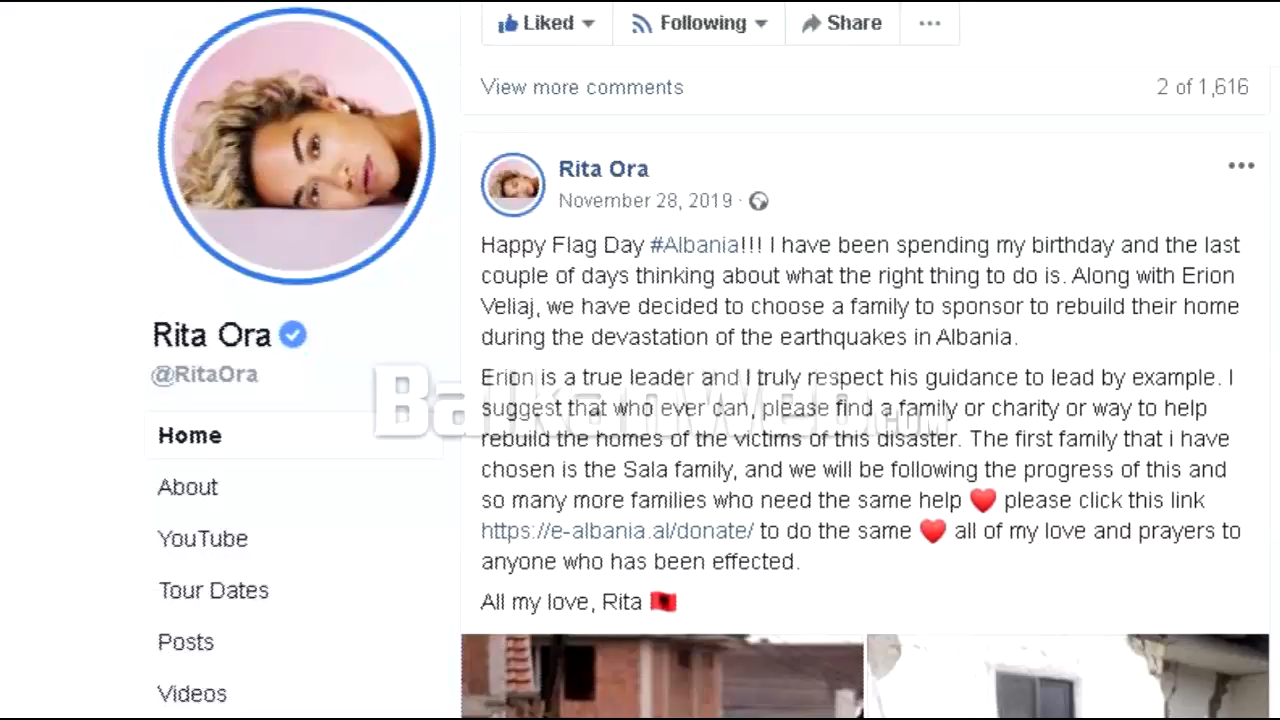 Liked
Following
Share
View more comments
2 of 1,616
Rita Ora
November 28, 2019 ·
Happy Flag Day #Albania!!! I have been spending my birthday and the last
couple of days thinking about what the right thing to do is. Along with Erion
Veliaj, we have decided to choose a family to sponsor to rebuild their home
during the devastation of the earthquakes in Albania.
Erion is a true leader and I truly respect his guidance to lead by example. I
suggest that who ever can, please find a family or charity or way to help
rebuild the homes of the victims of this disaster. The first family that i have
chosen is the Sala family, and we will be following the progress of this and
so many more families who need the same help ❤️ please click this link
https://e-albania.al/donate/ to do the same ❤️ all of my love and prayers to
anyone who has been effected.
All my love, Rita 🇦🇱
Rita Ora
@RitaOra
Home
About
YouTube
Tour Dates
Posts
Videos
BalkanWeb.com